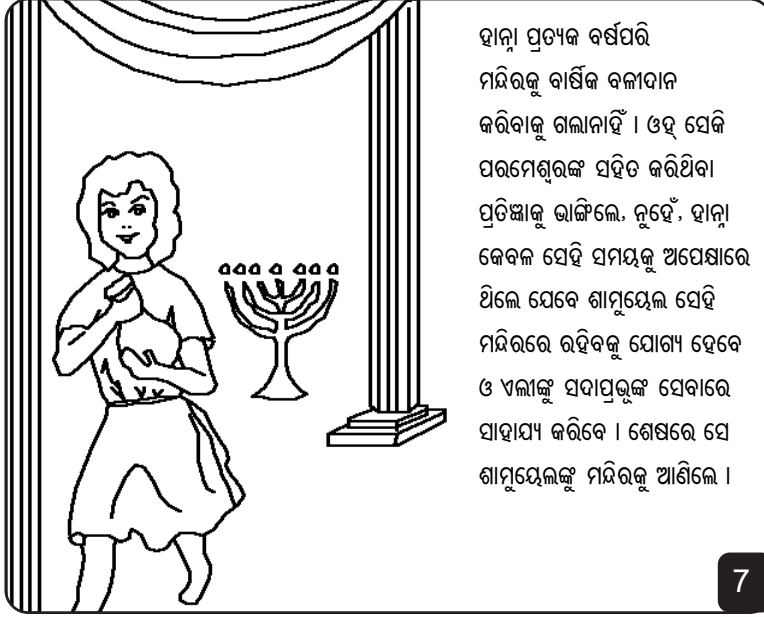 ହାନ୍ନା ପ୍ରତ୍ୟକ ବର୍ଷପରି
ମନ୍ଦିରକୁ ବାର୍ଷିକ ବଳୀଦାନ
କରିବାକୁ ଗଲାନାହିଁ । ଓହ୍ ସେକି
ପରମେଶ୍ୱରଙ୍କ ସହିତ କରିଥିବା
ପ୍ରତିଜ୍ଞାକୁ ଭାଙ୍ଗିଲେ, ନୁହେଁ, ହାନ୍ନା
କେବଳ ସେହି ସମୟକୁ ଅପେକ୍ଷାରେ
ଥିଲେ ଯେବେ ଶାମୁୟେଲ ସେହି
ମନ୍ଦିରରେ ରହିବକୁ ଯୋଗ୍ୟ ହେବେ
ଓ ଏଲୀଙ୍କୁ ସଦାପ୍ରଭୂଙ୍କ ସେବାରେ
ସାହାଯ୍ୟ କରିବେ । ଶେଷରେ ସେ
ଶାମୁୟେଲଙ୍କୁ ମନ୍ଦିରକୁ ଆଣିଲେ ।
7